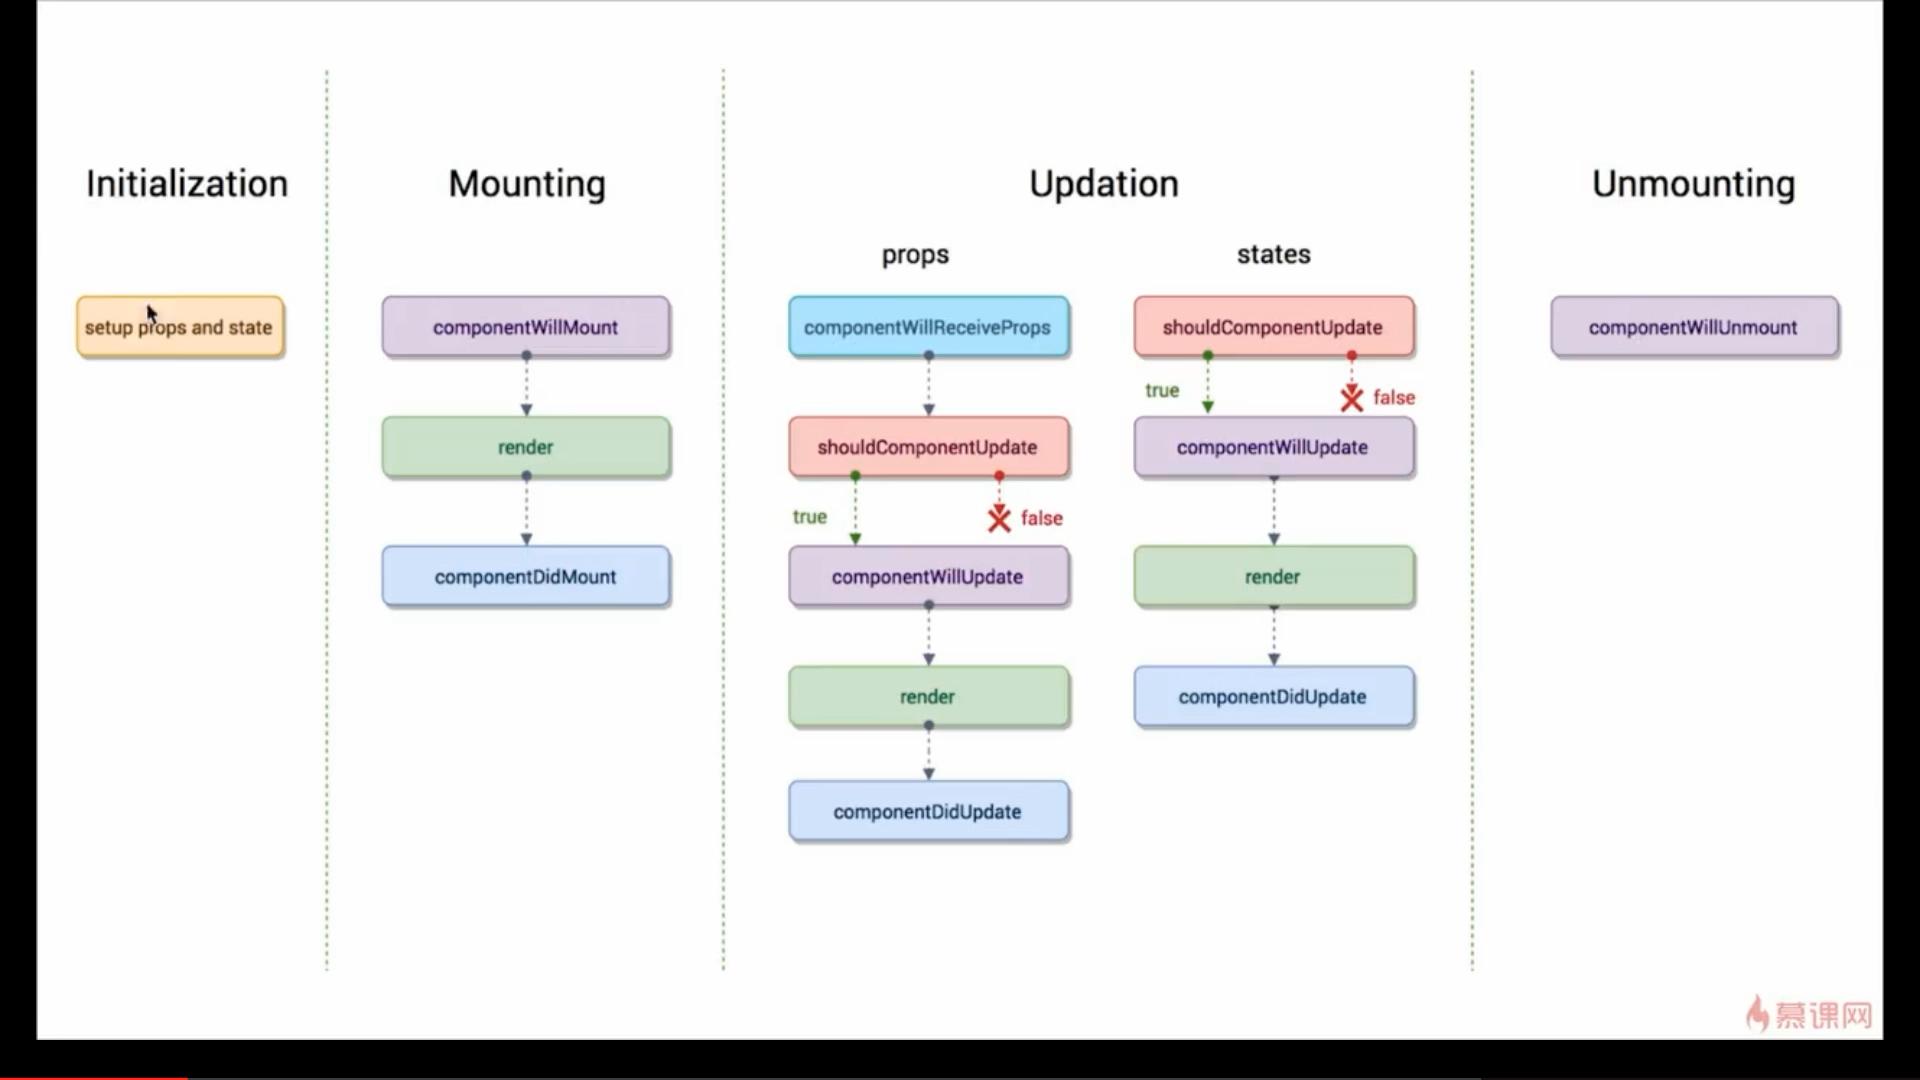 Initialization
setup props and state
Mounting
componentWillMount
render
componentDidMount
Updation
props
componentWillReceiveProps
shouldComponentUpdate
true
false
componentWillUpdate
render
componentDidUpdate
states
shouldComponentUpdate
true
false
componentWillUpdate
render
componentDidUpdate
Unmounting
componentWillUnmount
慕课网